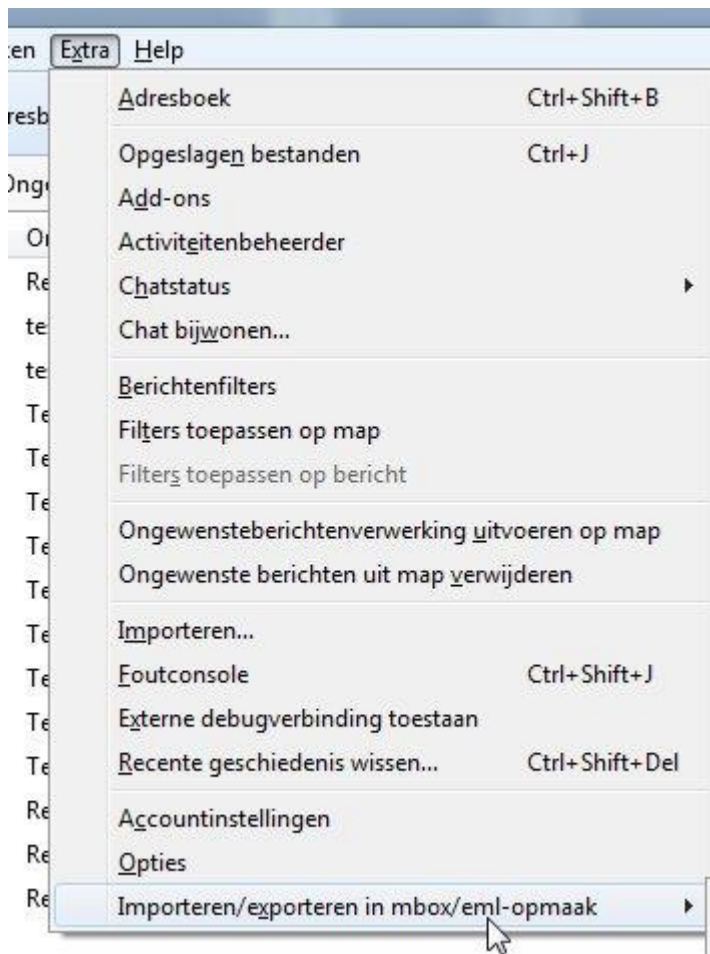 Extra Help
Adresboek Ctrl+Shift+B
Opgeslagen bestanden Ctrl+J
Add-ons
Activiteitenbeheerder
Chatstatus
Chat bijwonen...
Berichtenfilters
Filters toepassen op map
Filters toepassen op bericht
Ongewensteberichtenverwerking uitvoeren op map
Ongewenste berichten uit map verwijderen
Importeren...
Foutconsole Ctrl+Shift+J
Externe debugverbinding toestaan
Recente geschiedenis wissen... Ctrl+Shift+Del
Accountinstellingen
Opties
Importeren/exporteren in mbox/eml-opmaak